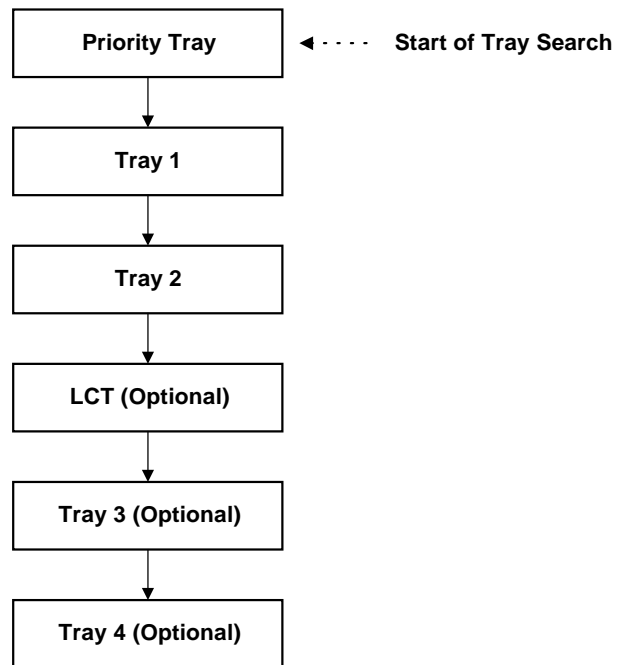 Priority Tray
Start of Tray Search
Tray 1
Tray 2
LCT (Optional)
Tray 3 (Optional)
Tray 4 (Optional)